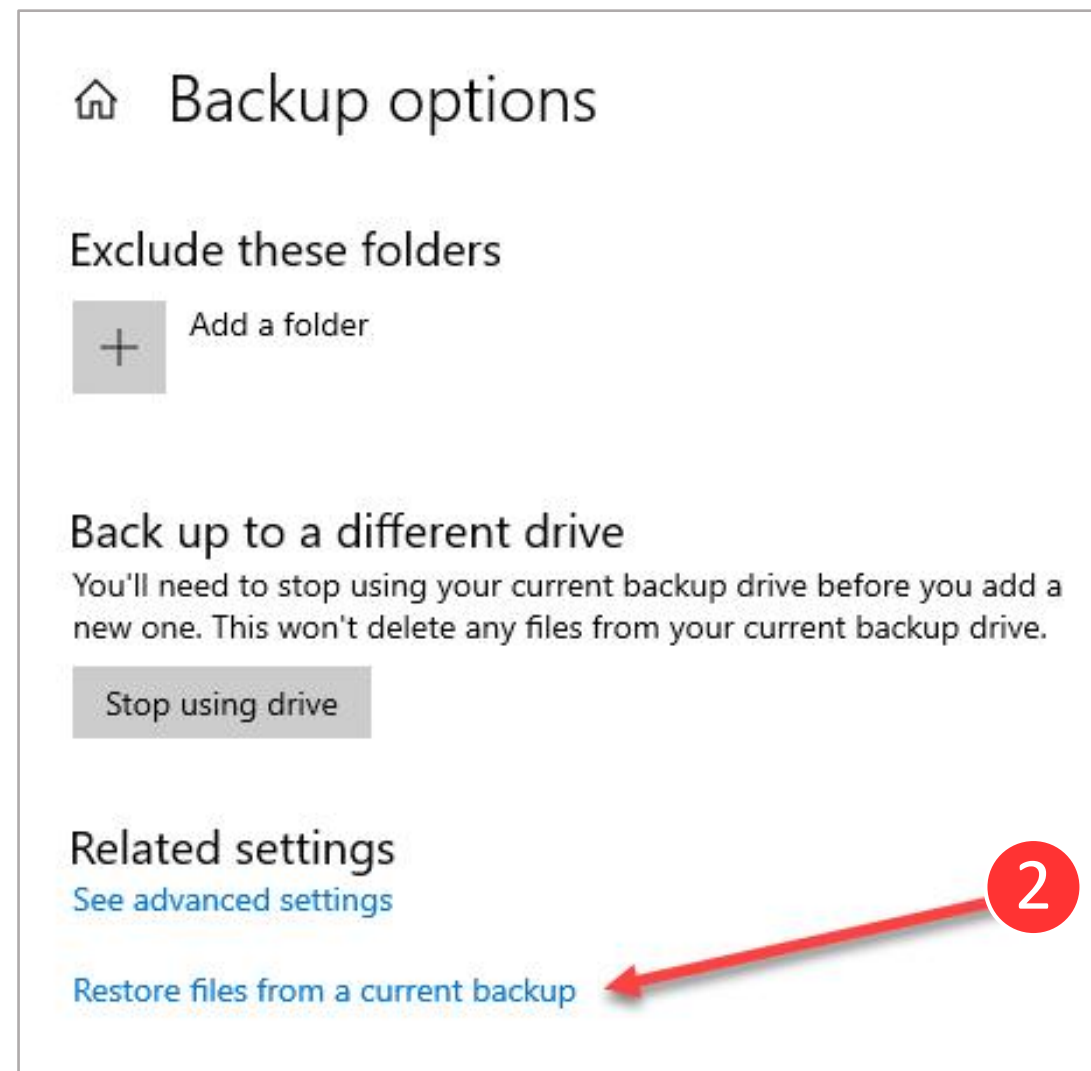 Backup options
Exclude these folders
Add a folder
Back up to a different drive
You'll need to stop using your current backup drive before you add a
new one. This won't delete any files from your current backup drive.
Stop using drive
Related settings
See advanced settings
2
Restore files from a current backup